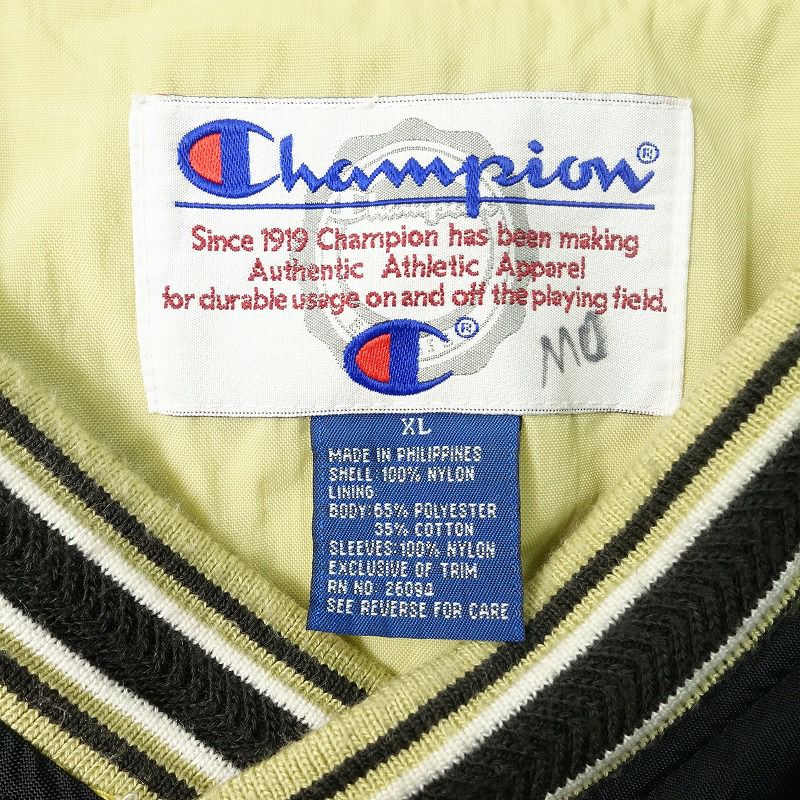 Champion®
Since 1919 Champion has been making
Authentic Athletic Apparel
for durable usage on and off the playing field.
®
MO
XL
MADE IN PHILIPPINES
SHELL 100% NYLON
LINING
BODY:65% POLYESTER
35% COTTON
SLEEVES:100% NYLON
EXCLUSIVE OF TRIM
RN NO 26094
SEE REVERSE FOR CARE